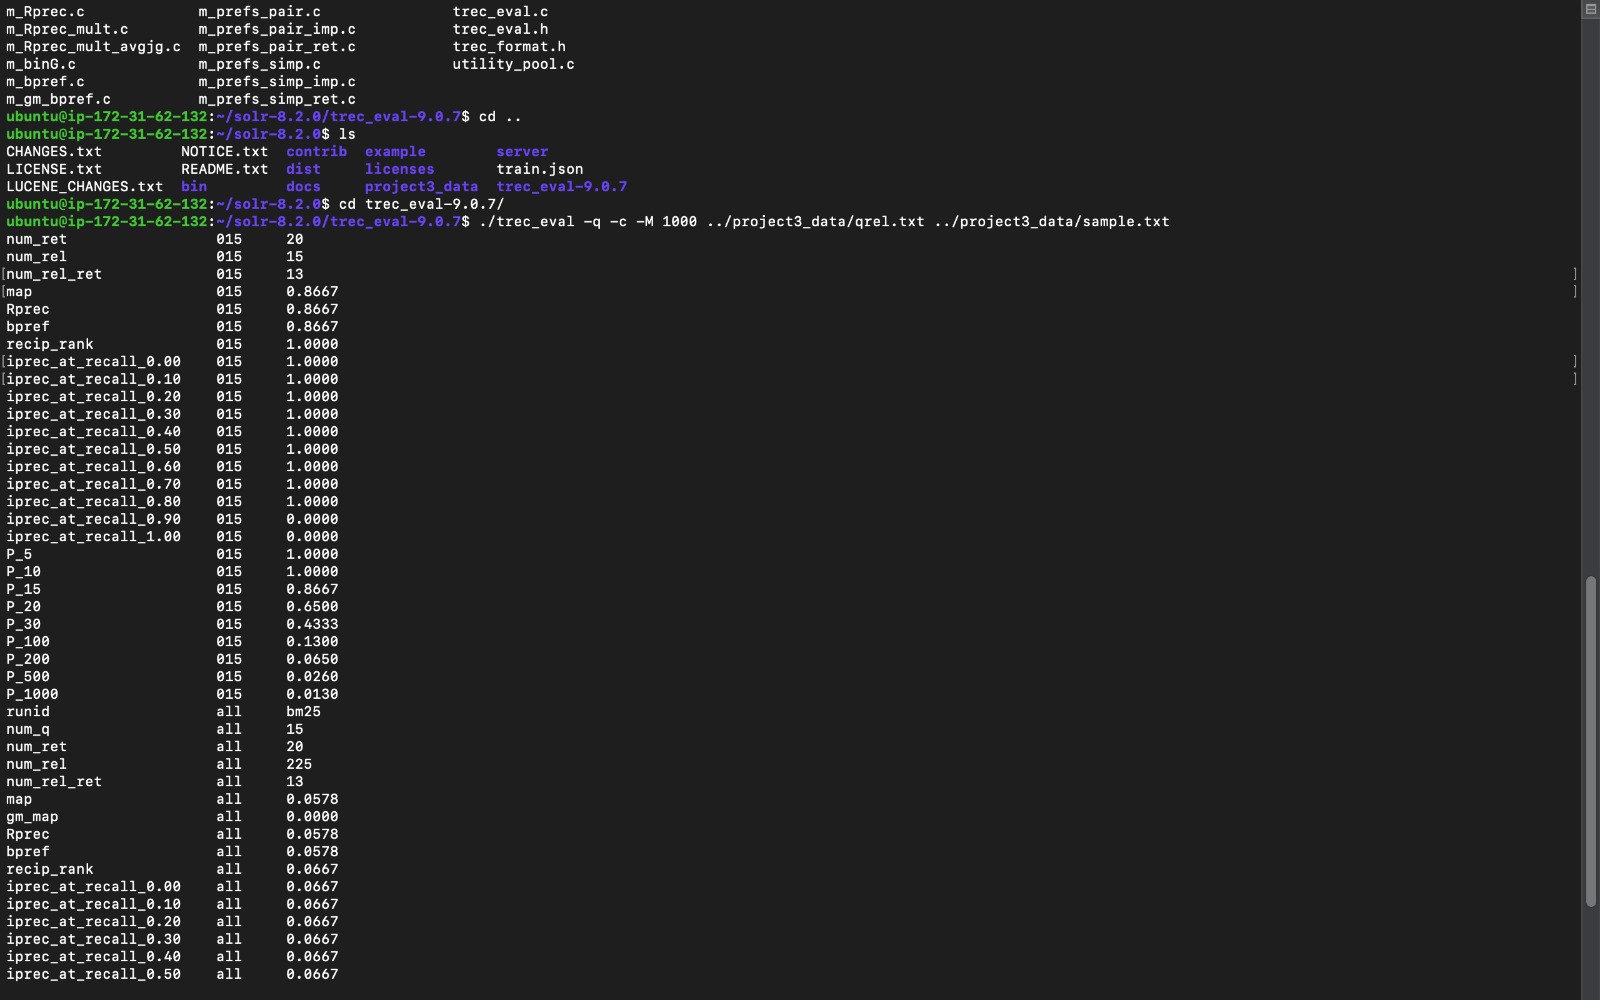 m_Rprec.c m_prefs_pair.c trec_eval.c
m_Rprec_mult.c m_prefs_pair_imp.c trec_eval.h
m_Rprec_mult_avgjg.c m_prefs_pair_ret.c trec_format.h
m_binG.c m_prefs_simp.c utility_pool.c
m_bpref.c m_prefs_simp_imp.c
m_gm_bpref.c m_prefs_simp_ret.c
ubuntu@ip-172-31-62-132:~/solr-8.2.0/trec_eval-9.0.7$ cd ..
ubuntu@ip-172-31-62-132:~/solr-8.2.0$ ls
CHANGES.txt NOTICE.txt contrib example server
LICENSE.txt README.txt dist licenses train.json
LUCENE_CHANGES.txt bin docs project3_data trec_eval-9.0.7
ubuntu@ip-172-31-62-132:~/solr-8.2.0$ cd trec_eval-9.0.7/
ubuntu@ip-172-31-62-132:~/solr-8.2.0/trec_eval-9.0.7$ ./trec_eval -q -c -M 1000 ../project3_data/qrel.txt ../project3_data/sample.txt
num_ret 015 20
num_rel 015 15
[num_rel_ret 015 13 ]
[map 015 0.8667 ]
Rprec 015 0.8667
bpref 015 0.8667
recip_rank 015 1.0000
[iprec_at_recall_0.00 015 1.0000 ]
[iprec_at_recall_0.10 015 1.0000 ]
iprec_at_recall_0.20 015 1.0000
iprec_at_recall_0.30 015 1.0000
iprec_at_recall_0.40 015 1.0000
iprec_at_recall_0.50 015 1.0000
iprec_at_recall_0.60 015 1.0000
iprec_at_recall_0.70 015 1.0000
iprec_at_recall_0.80 015 1.0000
iprec_at_recall_0.90 015 0.0000
iprec_at_recall_1.00 015 0.0000
P_5 015 1.0000
P_10 015 1.0000
P_15 015 0.8667
P_20 015 0.6500
P_30 015 0.4333
P_100 015 0.1300
P_200 015 0.0650
P_500 015 0.0260
P_1000 015 0.0130
runid all bm25
num_q all 15
num_ret all 20
num_rel all 225
num_rel_ret all 13
map all 0.0578
gm_map all 0.0000
Rprec all 0.0578
bpref all 0.0578
recip_rank all 0.0667
iprec_at_recall_0.00 all 0.0667
iprec_at_recall_0.10 all 0.0667
iprec_at_recall_0.20 all 0.0667
iprec_at_recall_0.30 all 0.0667
iprec_at_recall_0.40 all 0.0667
iprec_at_recall_0.50 all 0.0667